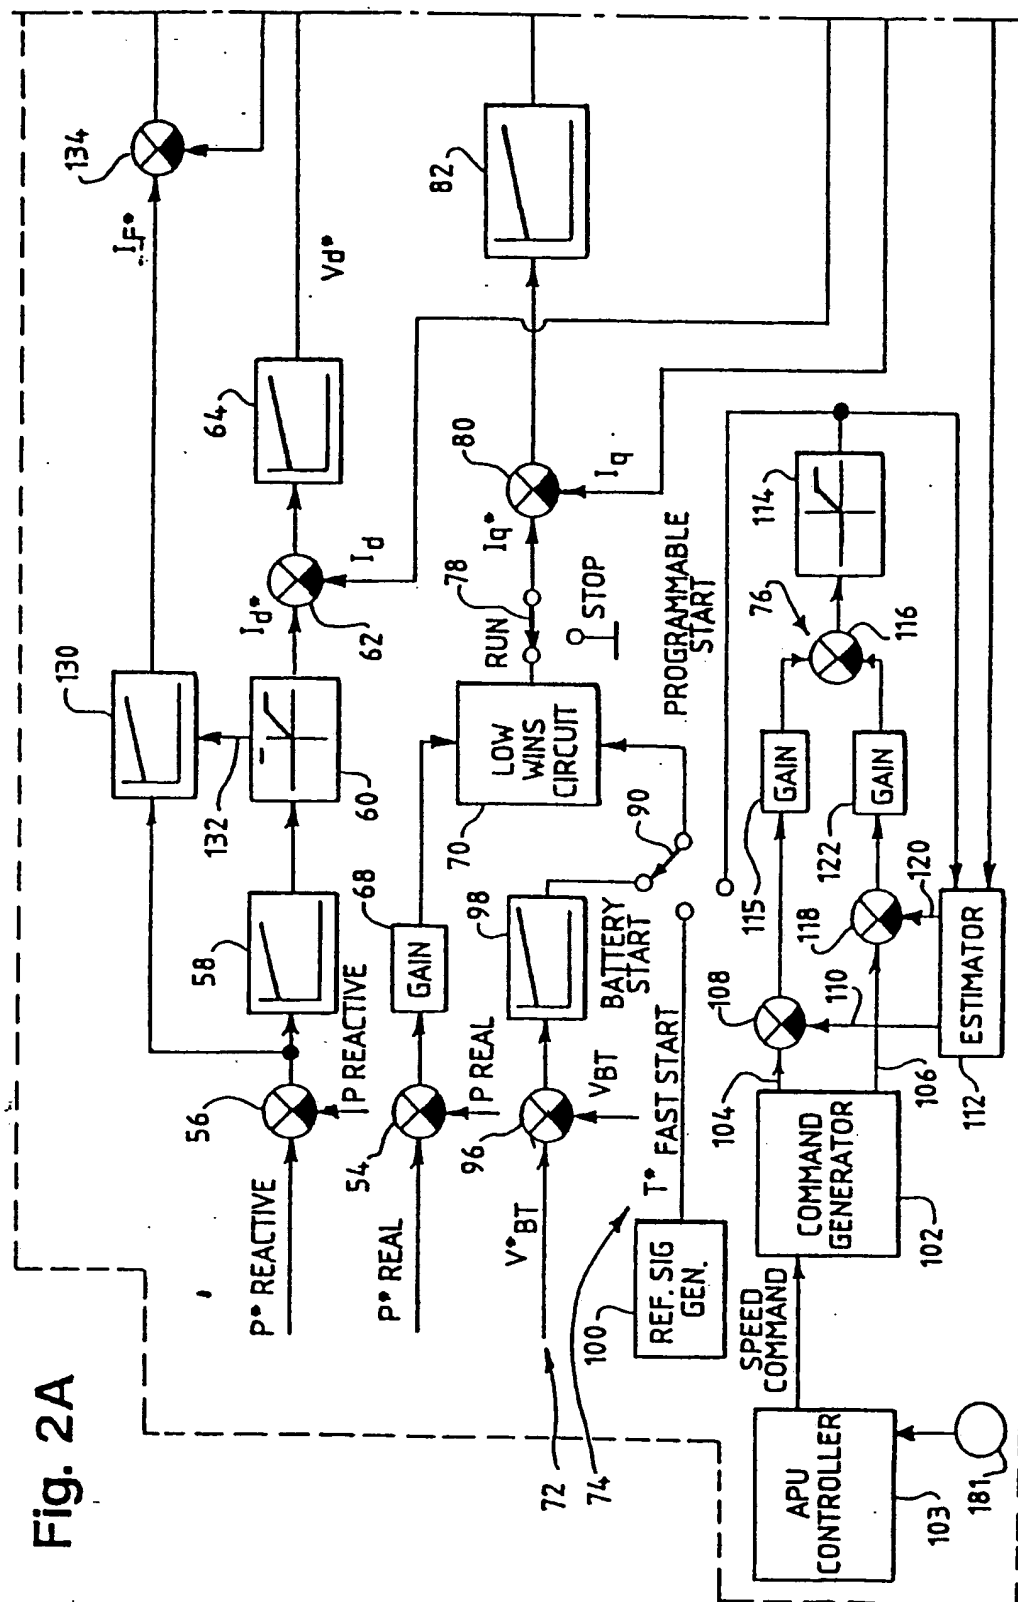 Fig. 2A
134
IF*
Vd*
130
64
82
132
60
Id*
Id
62
58
56
P REACTIVE
P* REACTIVE
68
GAIN
54
P REAL
P* REAL
LOW
WINS
CIRCUIT
70
RUN
78
STOP
Iq*
80
Iq
98
96
V*BT
VBT
BATTERY
START
90
PROGRAMMABLE
START
72
74
100
REF. SIG
GEN.
T*
FAST START
APU
CONTROLLER
103
181
SPEED
COMMAND
COMMAND
GENERATOR
102
104
106
108
110
112
ESTIMATOR
118
120
115
GAIN
122
GAIN
76
116
114